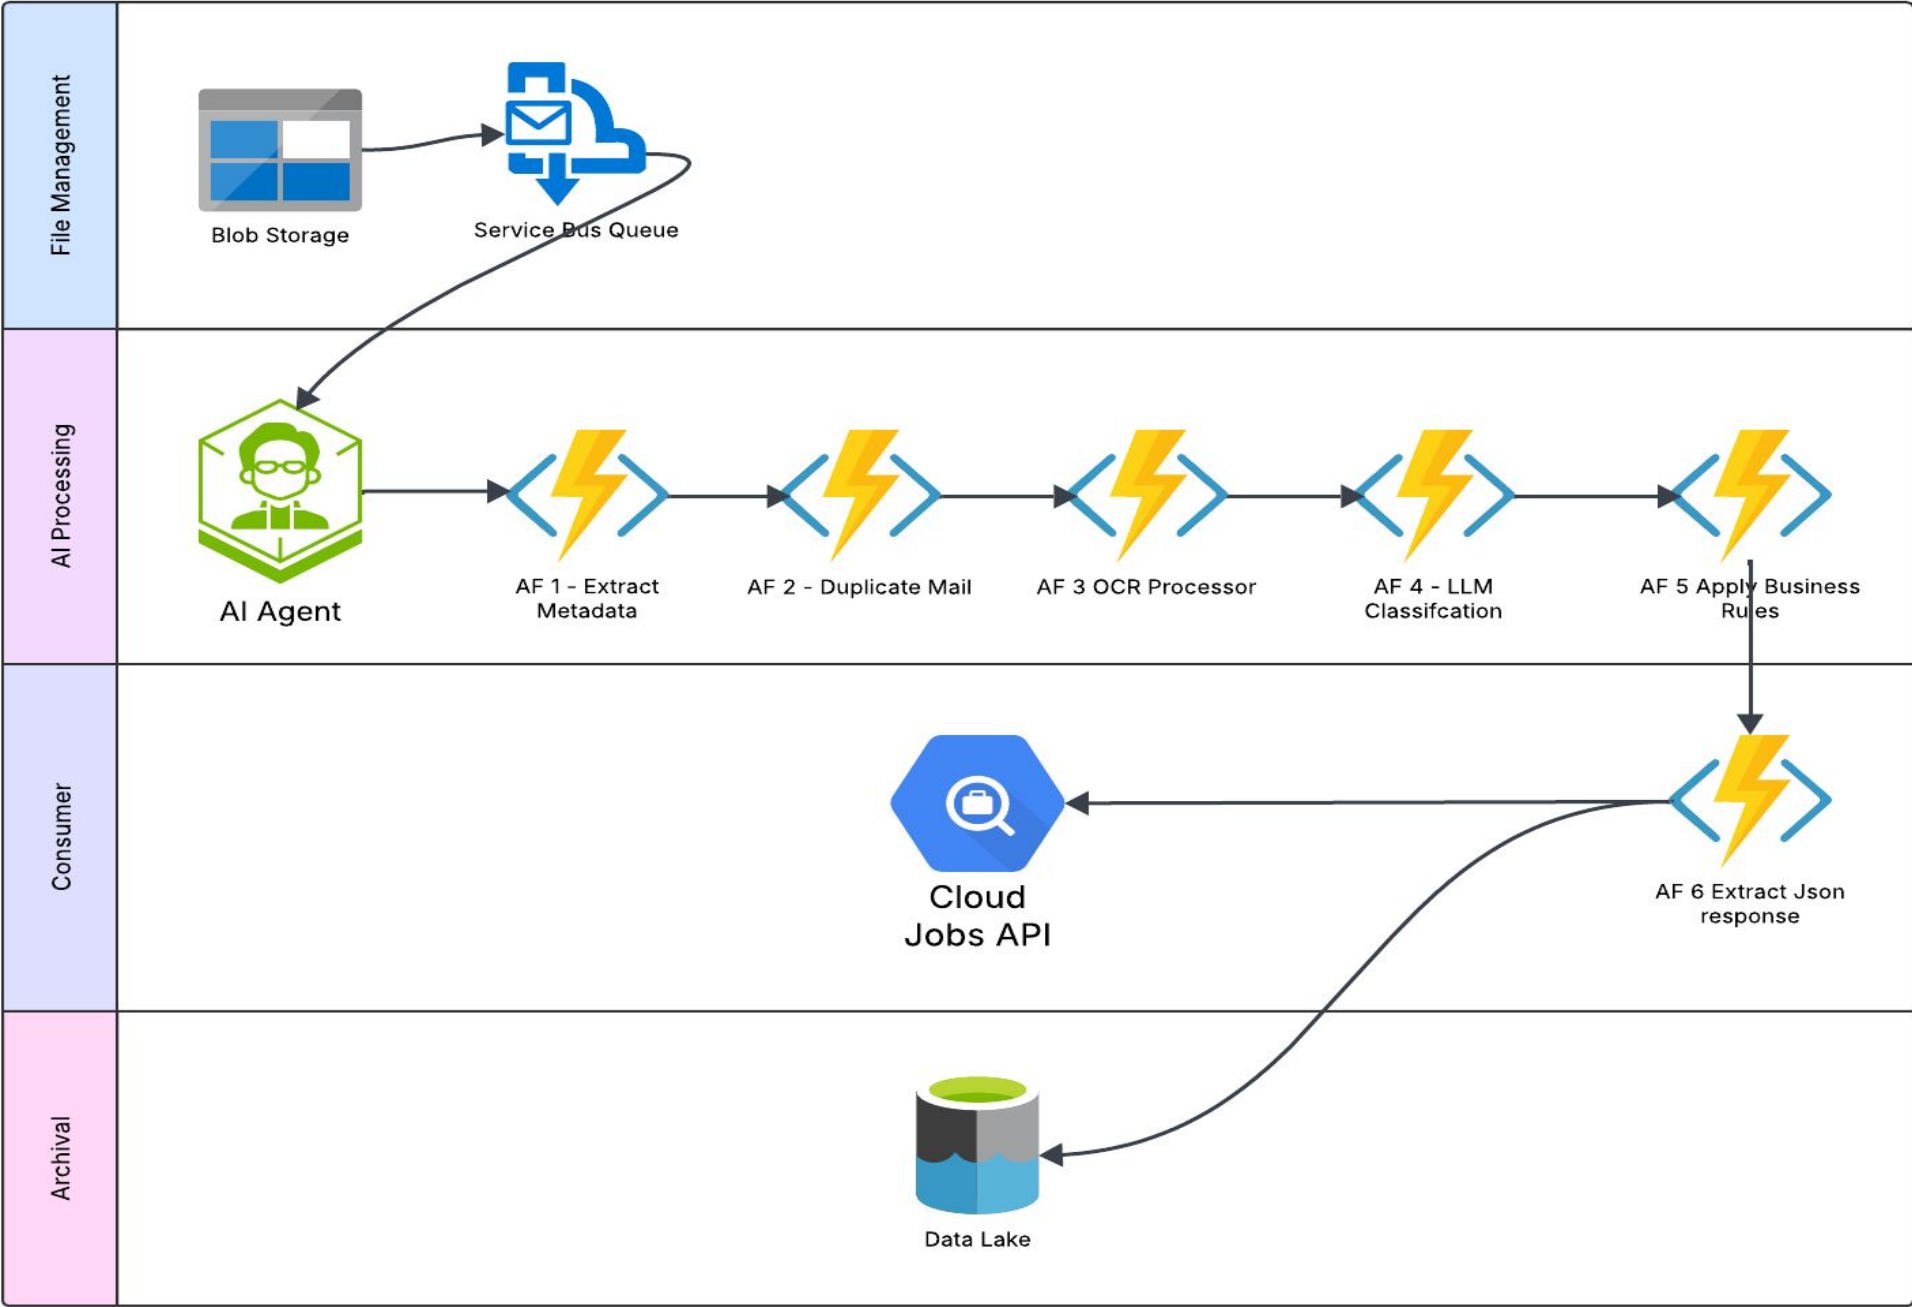 File Management
Blob Storage
Service Bus Queue
AI Processing
AI Agent
AF 1 - Extract
Metadata
AF 2 - Duplicate Mail
AF 3 OCR Processor
AF 4 - LLM
Classifcation
AF 5 Apply Business
Rules
Consumer
Cloud
Jobs API
AF 6 Extract Json
response
Archival
Data Lake